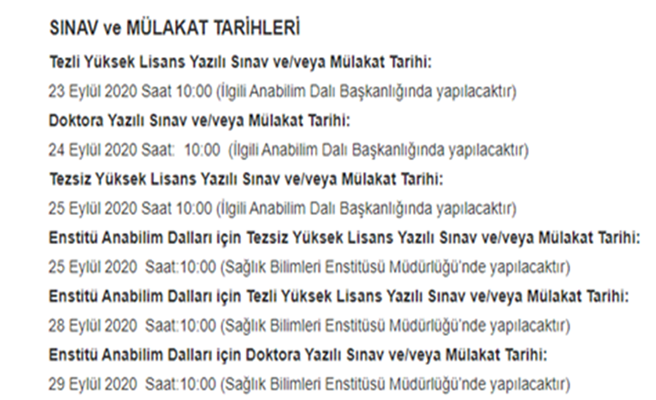 SINAV ve MÜLAKAT TARİHLERİ
Tezli Yüksek Lisans Yazılı Sınav ve/veya Mülakat Tarihi:
23 Eylül 2020 Saat 10:00 (İlgili Anabilim Dalı Başkanlığında yapılacaktır)
Doktora Yazılı Sınav ve/veya Mülakat Tarihi:
24 Eylül 2020 Saat: 10:00 (İlgili Anabilim Dalı Başkanlığında yapılacaktır)
Tezsiz Yüksek Lisans Yazılı Sınav ve/veya Mülakat Tarihi:
25 Eylül 2020 Saat 10:00 (İlgili Anabilim Dalı Başkanlığında yapılacaktır)
Enstitü Anabilim Dalları için Tezsiz Yüksek Lisans Yazılı Sınav ve/veya Mülakat Tarihi:
25 Eylül 2020 Saat:10:00 (Sağlık Bilimleri Enstitüsü Müdürlüğü'nde yapılacaktır)
Enstitü Anabilim Dalları için Tezli Yüksek Lisans Yazılı Sınav ve/veya Mülakat Tarihi:
28 Eylül 2020 Saat:10:00 (Sağlık Bilimleri Enstitüsü Müdürlüğü'nde yapılacaktır)
Enstitü Anabilim Dalları için Doktora Yazılı Sınav ve/veya Mülakat Tarihi:
29 Eylül 2020 Saat:10:00 (Sağlık Bilimleri Enstitüsü Müdürlüğü'nde yapılacaktır)